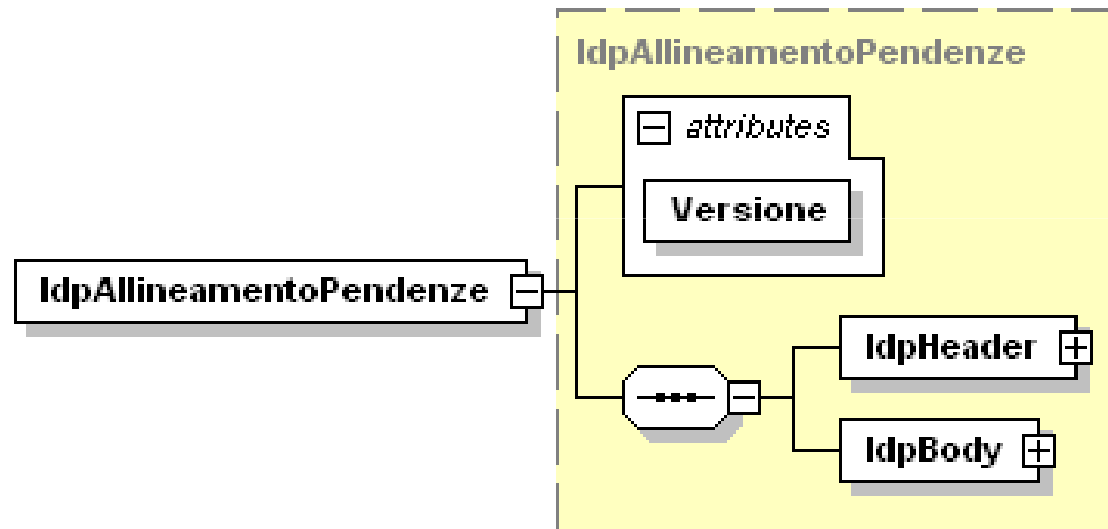 IdpAllineamentoPendenze
attributes
Versione
IdpAllineamentoPendenze
IdpHeader
IdpBody